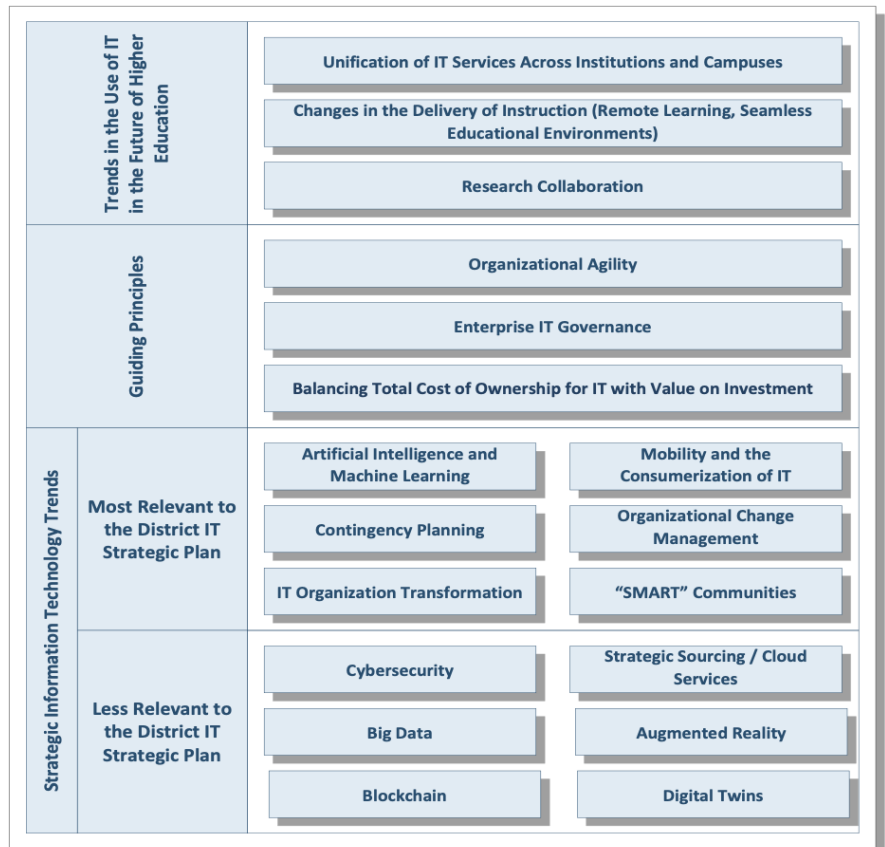 Trends in the Use of IT
in the Future of Higher
Education
Unification of IT Services Across Institutions and Campuses
Changes in the Delivery of Instruction (Remote Learning, Seamless
Educational Environments)
Research Collaboration
Guiding Principles
Organizational Agility
Enterprise IT Governance
Balancing Total Cost of Ownership for IT with Value on Investment
Strategic Information Technology Trends
Most Relevant to
the District IT
Strategic Plan
Artificial Intelligence and
Machine Learning
Mobility and the
Consumerization of IT
Contingency Planning
Organizational Change
Management
IT Organization Transformation
“SMART” Communities
Less Relevant to
the District IT
Strategic Plan
Cybersecurity
Strategic Sourcing / Cloud
Services
Big Data
Augmented Reality
Blockchain
Digital Twins